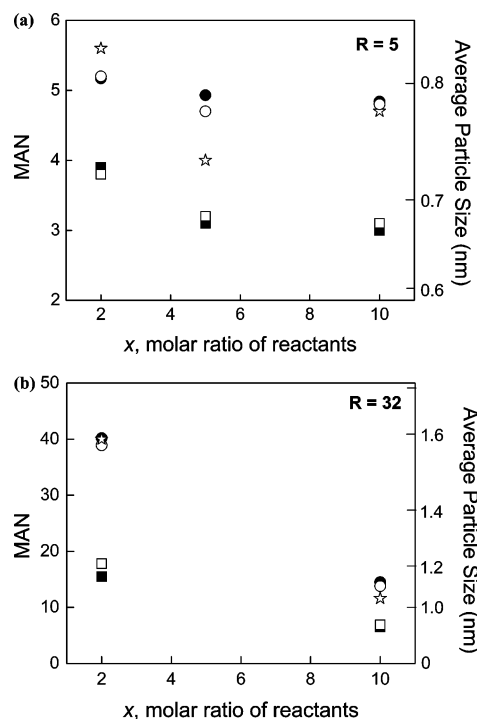 (a)
R = 5
6
5
4
3
2
MAN
0.8
0.7
0.6
Average Particle Size (nm)
2 4 6 8 10
x, molar ratio of reactants
(b)
R = 32
50
40
30
20
10
0
MAN
1.6
1.4
1.2
1.0
0
Average Particle Size (nm)
2 4 6 8 10
x, molar ratio of reactants